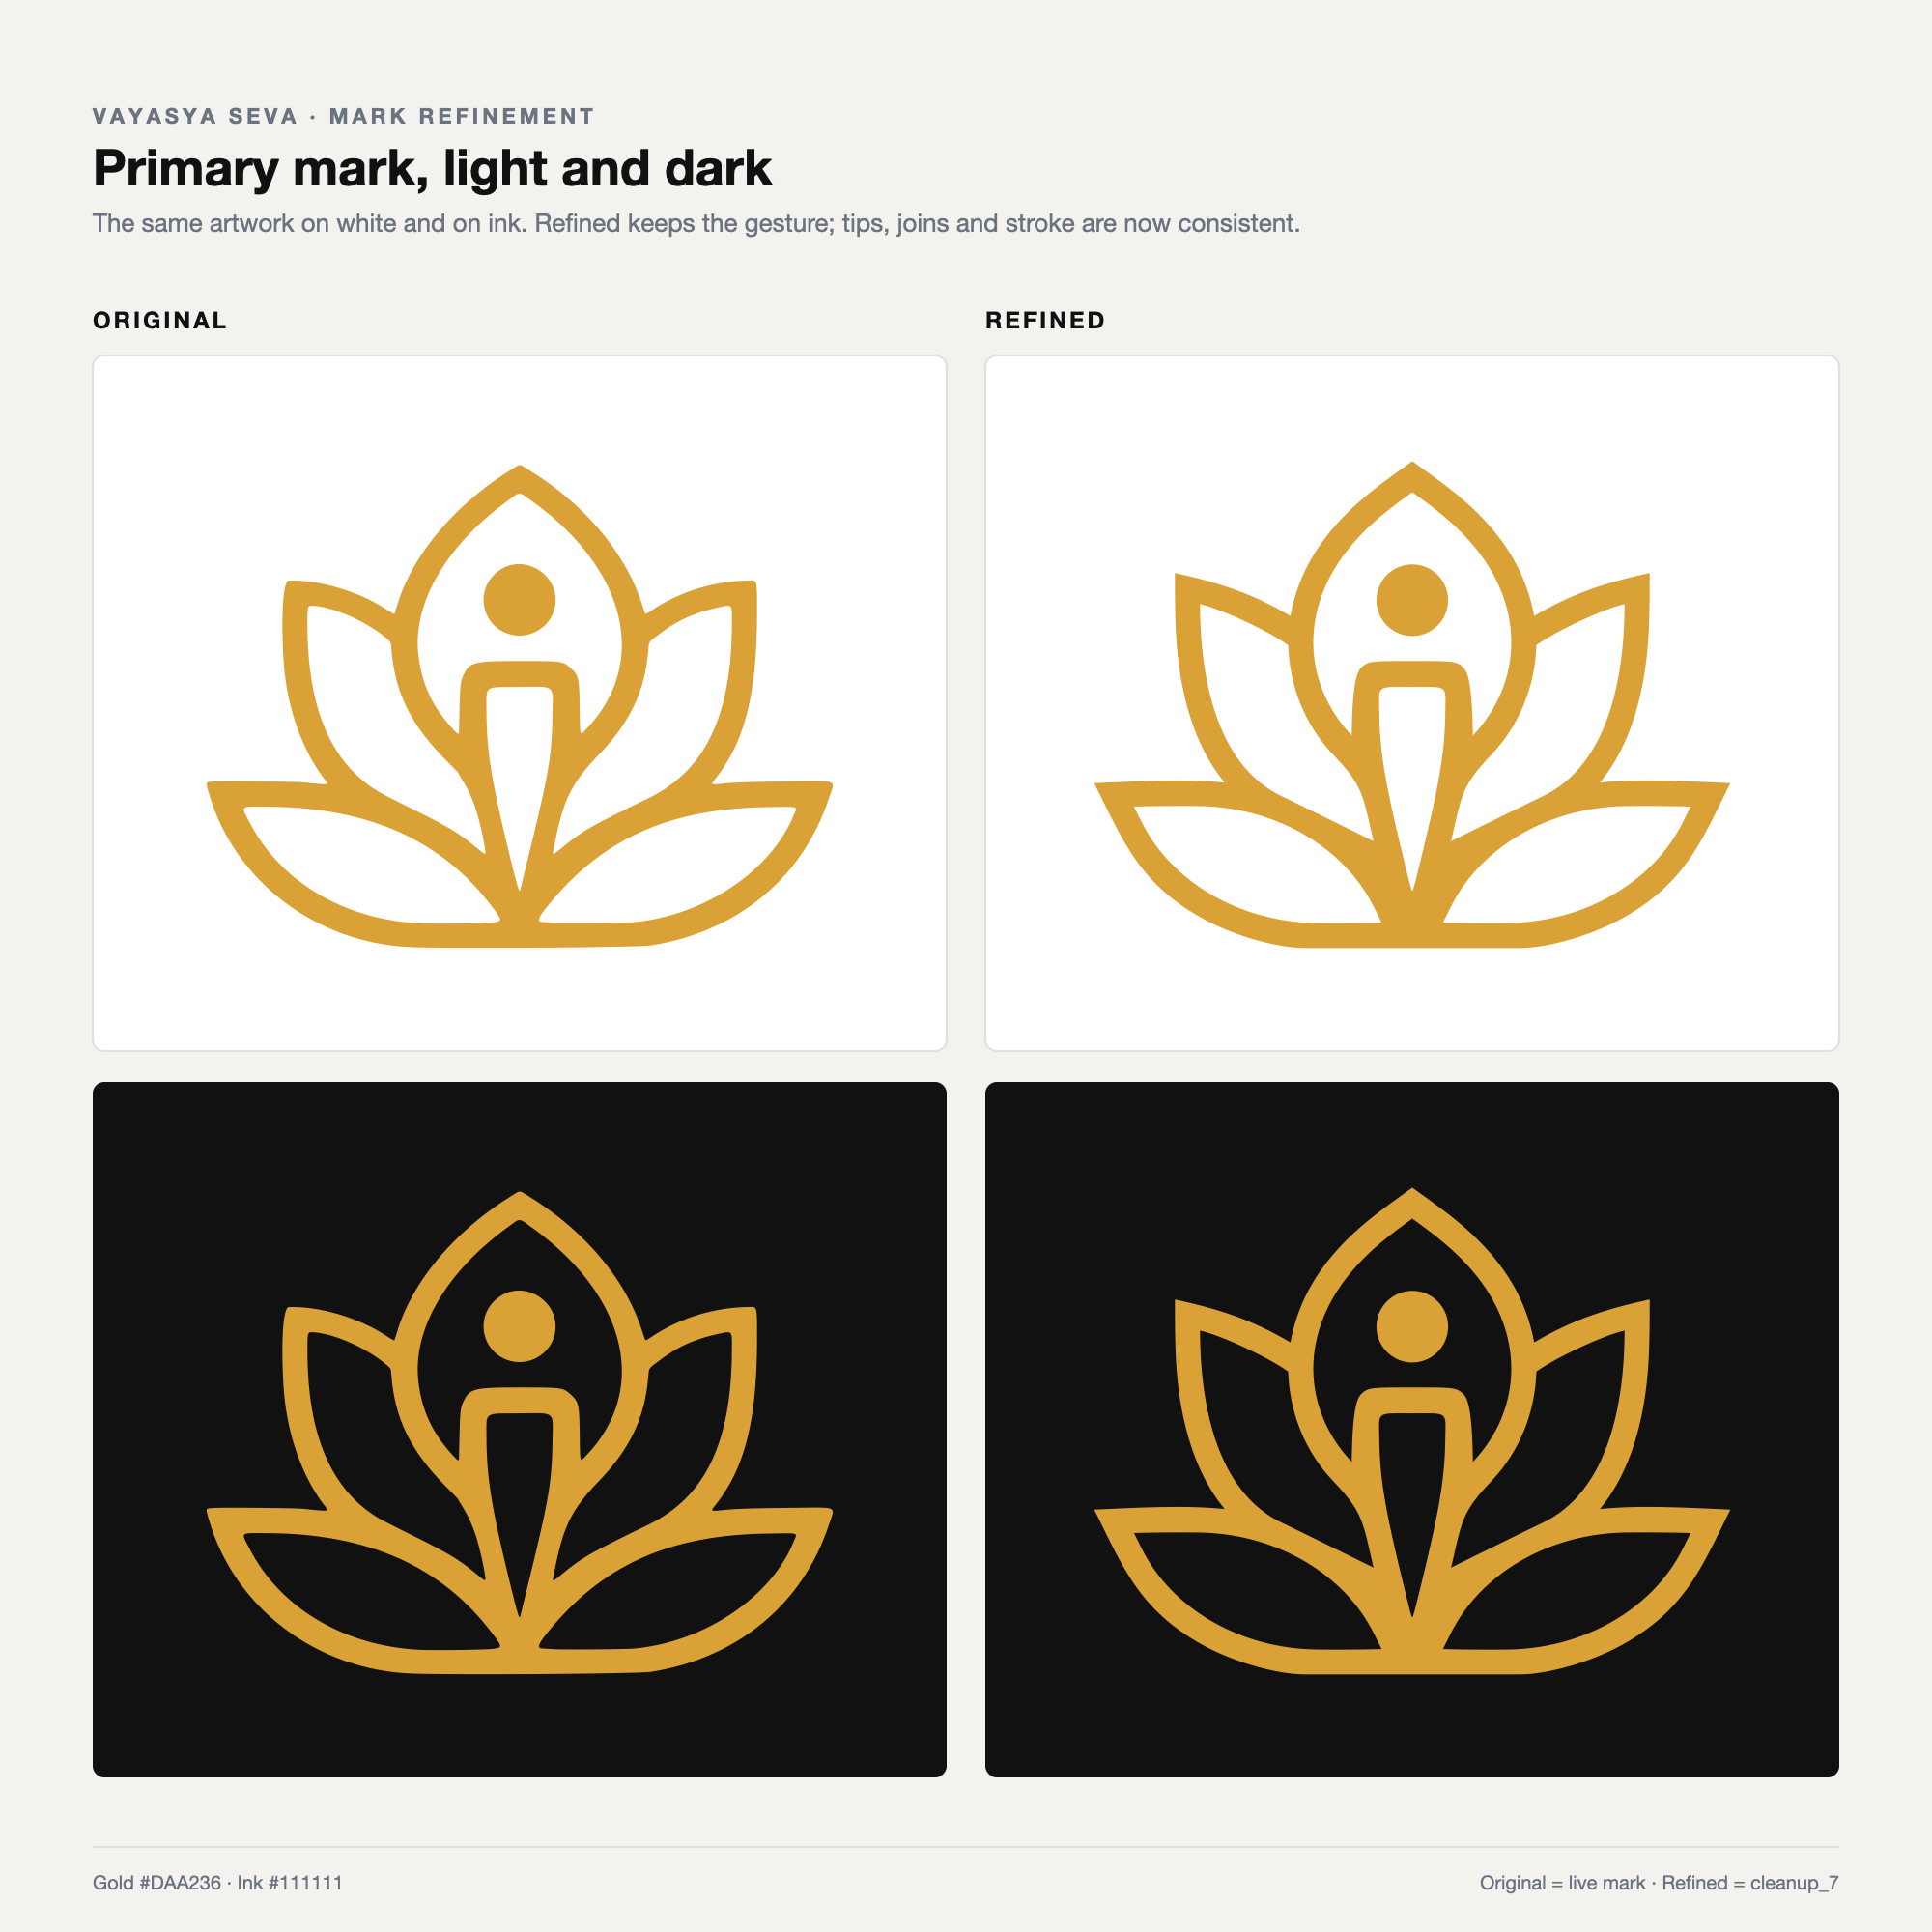 VAYASYA SEVA · MARK REFINEMENT
Primary mark, light and dark
The same artwork on white and on ink. Refined keeps the gesture; tips, joins and stroke are now consistent.
ORIGINAL
REFINED
Gold #DAA236 · Ink #111111
Original = live mark · Refined = cleanup_7